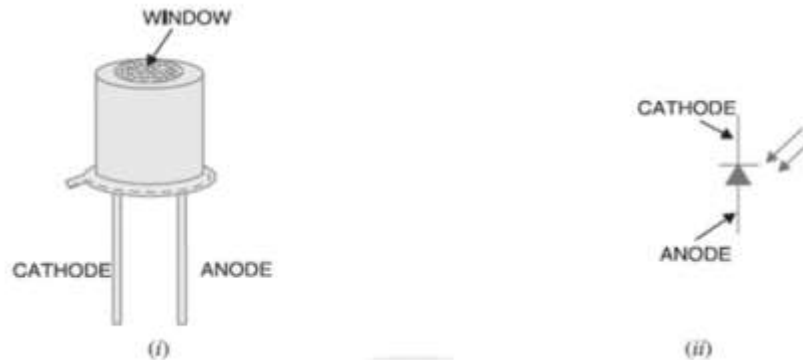 WINDOW
CATHODE
ANODE
(i)
CATHODE
ANODE
(ii)